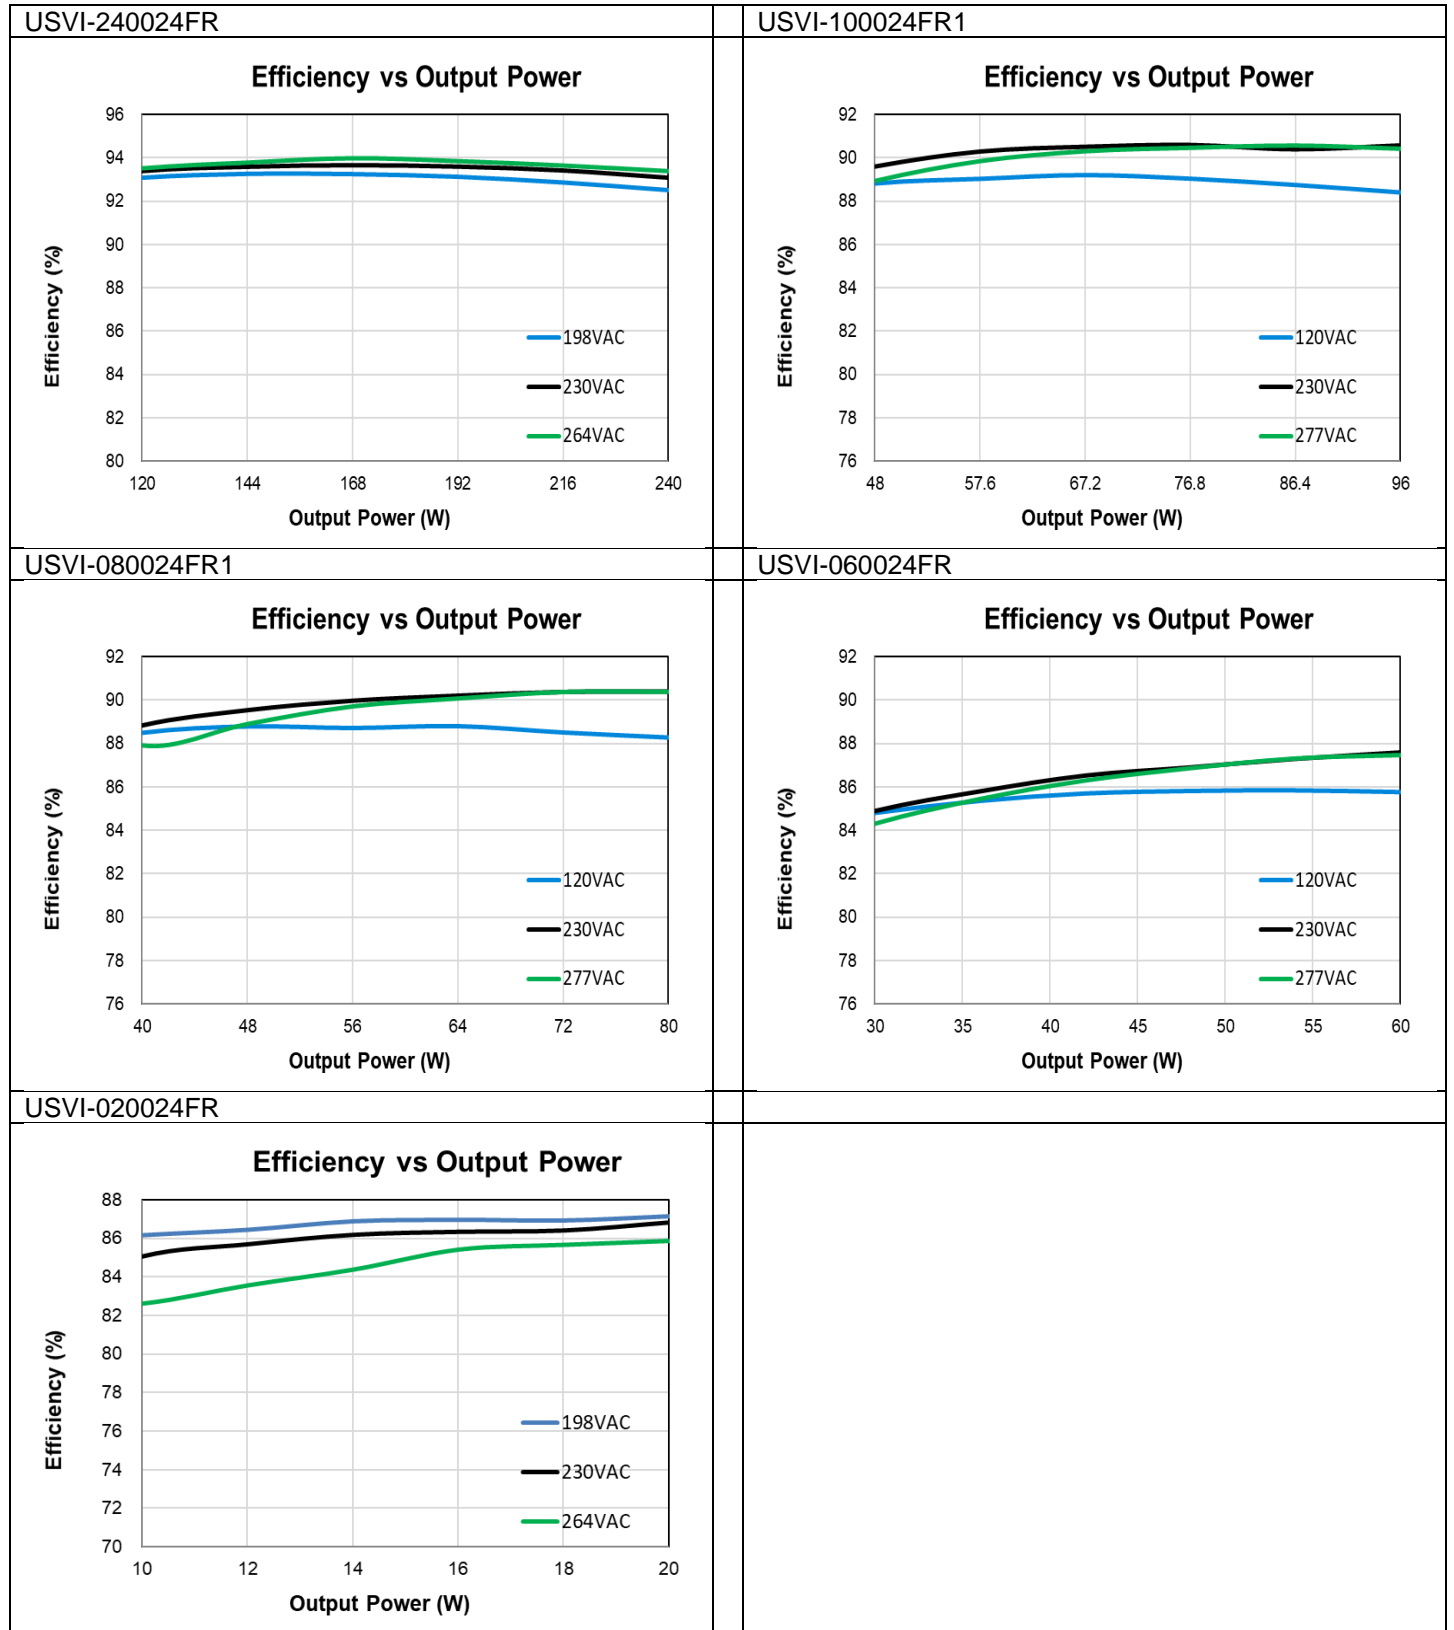 USVI-240024FR
USVI-100024FR1
Efficiency vs Output Power
96
94
92
90
88
86
84
82
80
Efficiency (%)
198VAC
230VAC
264VAC
120 144 168 192 216 240
Output Power (W)
Efficiency vs Output Power
92
90
88
86
84
82
80
78
76
Efficiency (%)
120VAC
230VAC
277VAC
48 57.6 67.2 76.8 86.4 96
Output Power (W)
USVI-080024FR1
USVI-060024FR
Efficiency vs Output Power
92
90
88
86
84
82
80
78
76
Efficiency (%)
120VAC
230VAC
277VAC
40 48 56 64 72 80
Output Power (W)
Efficiency vs Output Power
92
90
88
86
84
82
80
78
76
Efficiency (%)
120VAC
230VAC
277VAC
30 35 40 45 50 55 60
Output Power (W)
USVI-020024FR
Efficiency vs Output Power
88
86
84
82
80
78
76
74
72
70
Efficiency (%)
198VAC
230VAC
264VAC
10 12 14 16 18 20
Output Power (W)